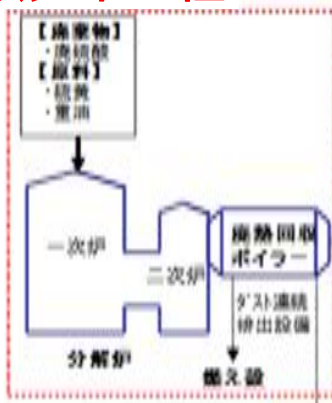 【廃棄物】
・廃硫酸
【原料】
・硫黄
・重油
一次炉
二次炉
廃熱回収
ボイラー
ダスト連続
排出設備
分解炉
燃え殻